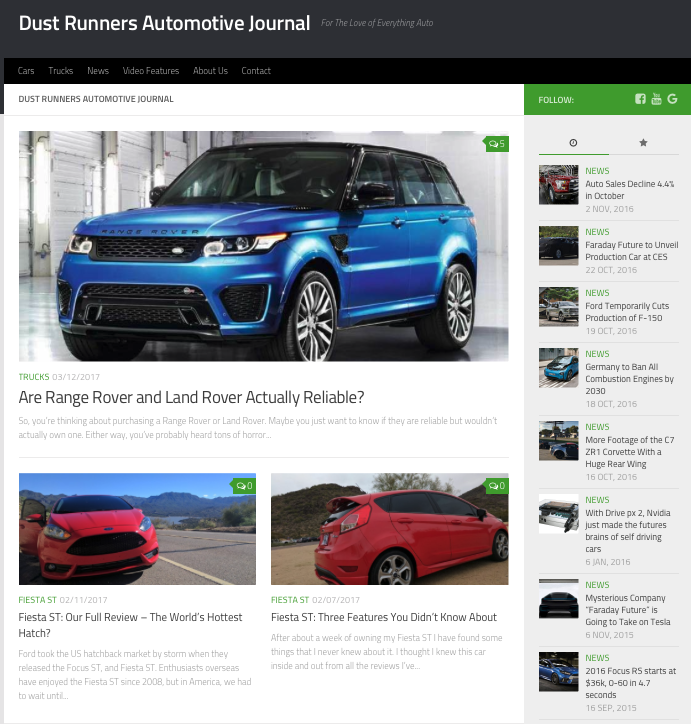 Dust Runners Automotive Journal
For The Love of Everything Auto
Cars Trucks News Video Features About Us Contact
DUST RUNNERS AUTOMOTIVE JOURNAL
5
RANGE ROVER
TRUCKS 03/12/2017
Are Range Rover and Land Rover Actually Reliable?
So, you're thinking about purchasing a Range Rover or Land Rover. Maybe you just want to know if they are reliable but wouldn't
actually own one. Either way, you've probably heard tons of horror...
0
FIESTA ST 02/11/2017
Fiesta ST: Our Full Review – The World's Hottest
Hatch?
Ford took the US hatchback market by storm when they
released the Focus ST, and Fiesta ST. Enthusiasts overseas
have enjoyed the Fiesta ST since 2008, but in America, we had
to wait until...
0
FIESTA ST 02/07/2017
Fiesta ST: Three Features You Didn't Know About
After about a week of owning my Fiesta ST I have found some
things that I never knew about it. I thought I knew this car
inside and out from all the reviews I've...
FOLLOW:
NEWS
Auto Sales Decline 4.4%
in October
2 NOV, 2016
NEWS
Faraday Future to Unveil
Production Car at CES
22 OCT, 2016
NEWS
Ford Temporarily Cuts
Production of F-150
19 OCT, 2016
NEWS
Germany to Ban All
Combustion Engines by
2030
18 OCT, 2016
NEWS
More Footage of the C7
ZR1 Corvette With a
Huge Rear Wing
16 OCT, 2016
NEWS
With Drive px 2, Nvidia
just made the futures
brains of self driving
cars
6 JAN, 2016
NEWS
Mysterious Company
"Faraday Future" is
Going to Take on Tesla
6 NOV, 2015
NEWS
2016 Focus RS starts at
$36k, 0-60 in 4.7
seconds
16 SEP, 2015